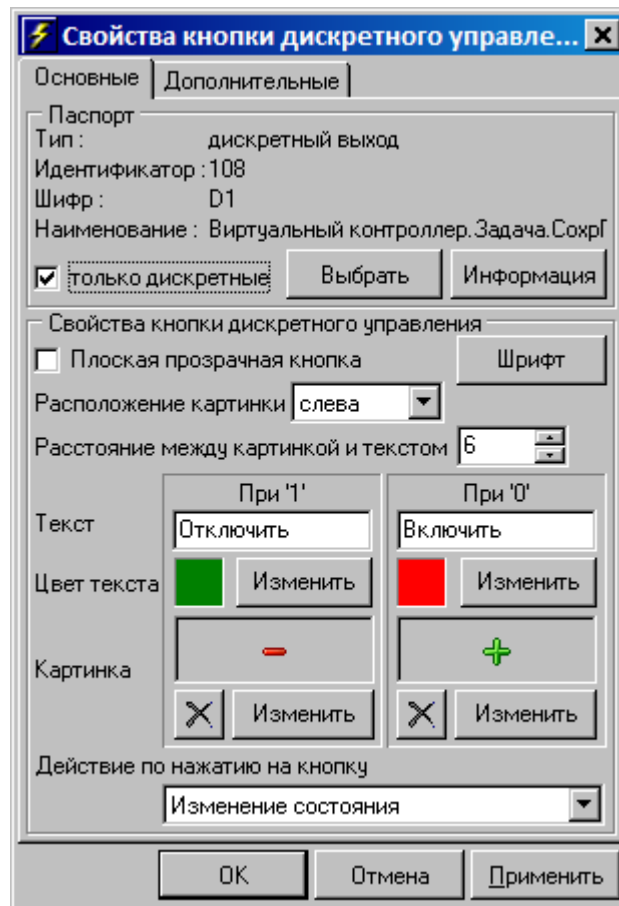 Свойства кнопки дискретного управле...
Основные Дополнительные
Паспорт
Тип : дискретный выход
Идентификатор : 108
Шифр : D1
Наименование : Виртуальный контроллер.Задача.СохрГ
только дискретные Выбрать Информация
Свойства кнопки дискретного управления
Плоская прозрачная кнопка Шрифт
Расположение картинки слева
Расстояние между картинкой и текстом 6
При '1' При '0'
Текст Отключить Включить
Цвет текста Изменить Изменить
Картинка
Изменить Изменить
Действие по нажатию на кнопку
Изменение состояния
OK Отмена Применить